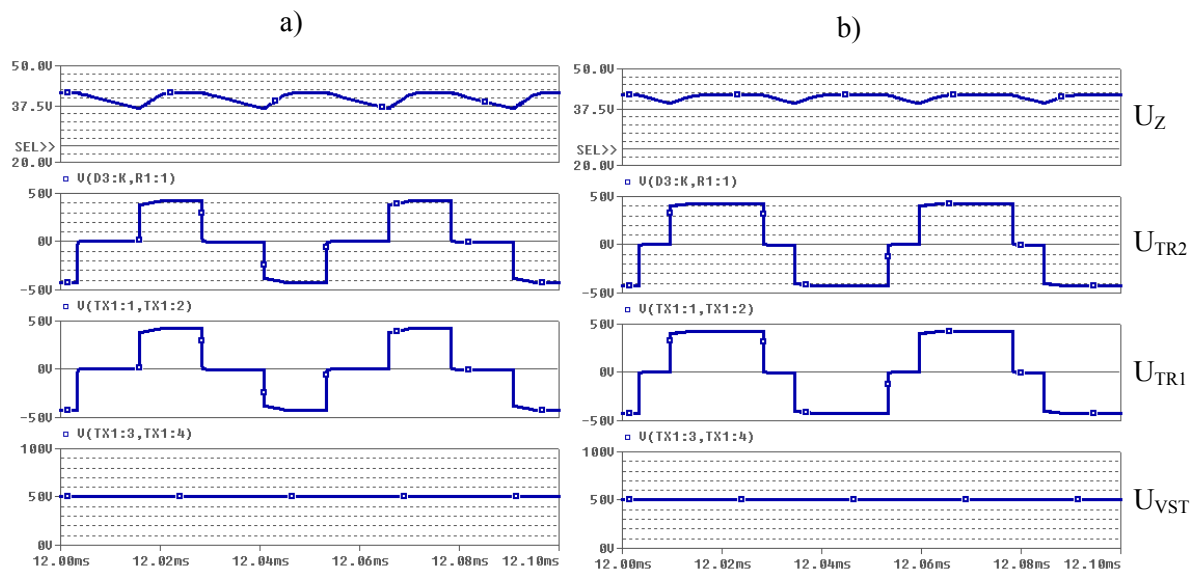 a)
50.0V
37.5V
SEL>>
20.0V
V(D3:K,R1:1)
50V
0V
-50V
V(TX1:1,TX1:2)
50V
0V
-50V
V(TX1:3,TX1:4)
100V
50V
0V
12.00ms 12.02ms 12.04ms 12.06ms 12.08ms 12.10ms
b)
50.0V
37.5V
SEL>>
20.0V
V(D3:K,R1:1)
50V
0V
-50V
V(TX1:1,TX1:2)
50V
0V
-50V
V(TX1:3,TX1:4)
100V
50V
0V
12.00ms 12.02ms 12.04ms 12.06ms 12.08ms 12.10ms
UZ
UTR2
UTR1
UVST